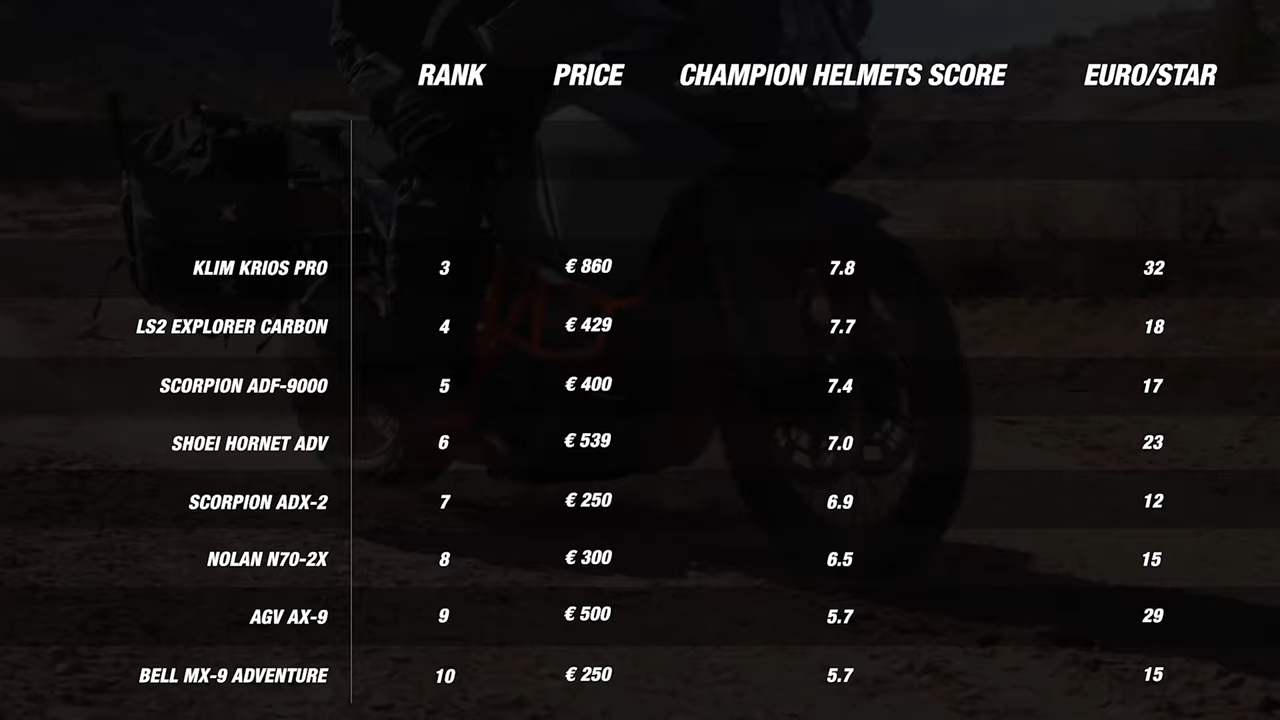 RANK PRICE CHAMPION HELMETS SCORE EURO/STAR
KLIM KRIOS PRO 3 € 860 7.8 32
LS2 EXPLORER CARBON 4 € 429 7.7 18
SCORPION ADF-9000 5 € 400 7.4 17
SHOEI HORNET ADV 6 € 539 7.0 23
SCORPION ADX-2 7 € 250 6.9 12
NOLAN N70-2X 8 € 300 6.5 15
AGV AX-9 9 € 500 5.7 29
BELL MX-9 ADVENTURE 10 € 250 5.7 15